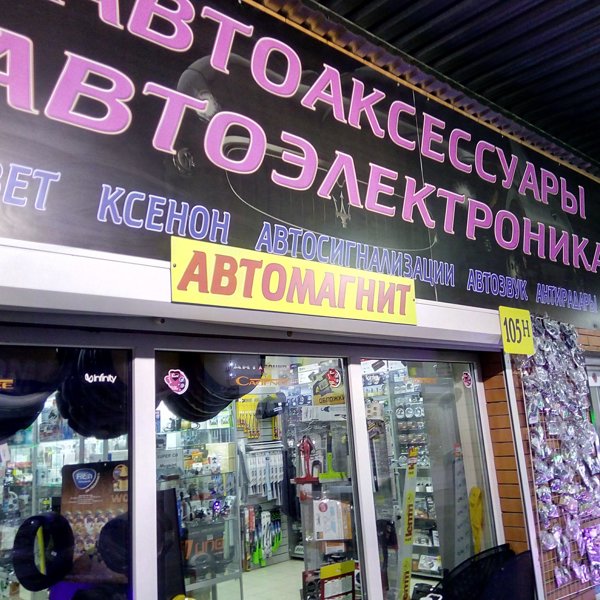 АВТОАКСЕССУАРЫ
АВТОЭЛЕКТРОНИКА
КСЕНОН АВТОСИГНАЛИЗАЦИИ АВТОЗВУК АНТИРАДАРЫ
АВТОМАГНИТ
105Н
infinity